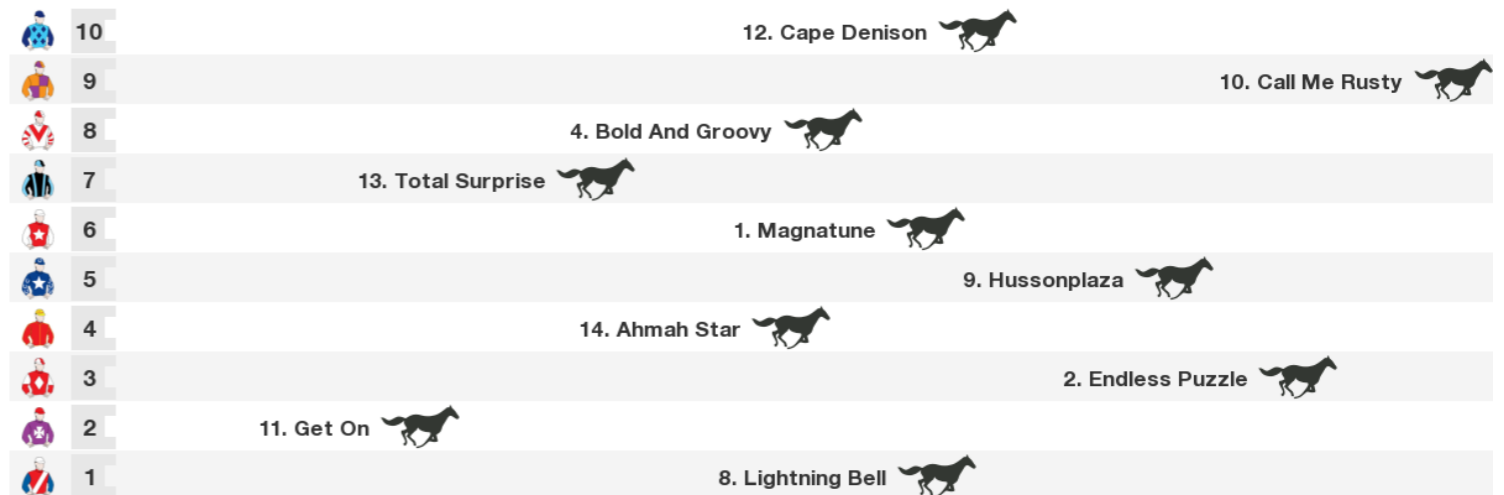 10 12. Cape Denison
9 10. Call Me Rusty
8 4. Bold And Groovy
7 13. Total Surprise
6 1. Magnatune
5 9. Hussonplaza
4 14. Ahmah Star
3 2. Endless Puzzle
2 11. Get On
1 8. Lightning Bell